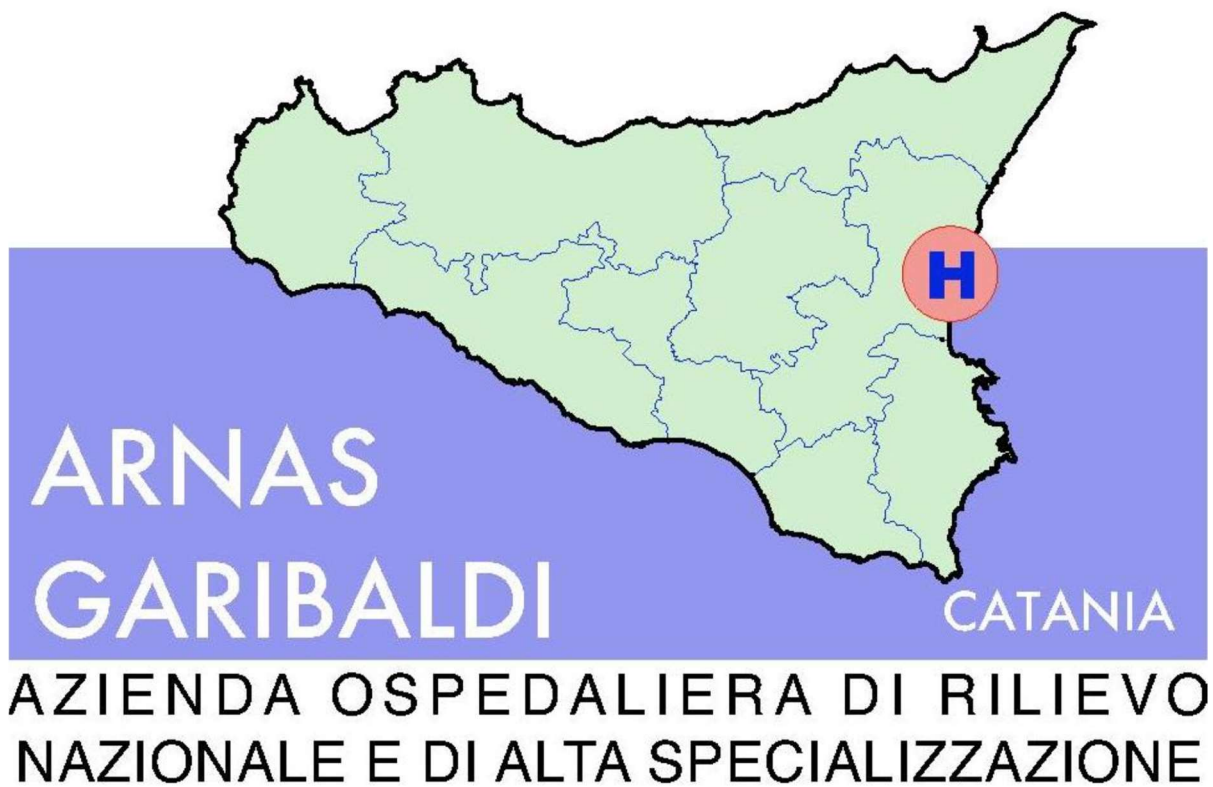 H
ARNAS
GARIBALDI
CATANIA
AZIENDA OSPEDALIERA DI RILIEVO
NAZIONALE E DI ALTA SPECIALIZZAZIONE